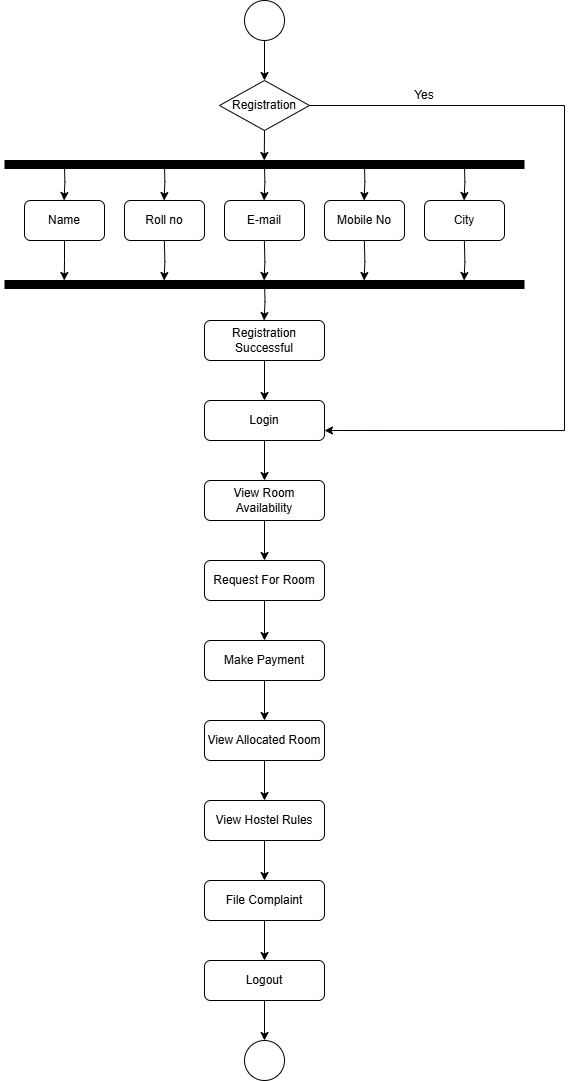 Registration
Yes
Name
Roll no
E-mail
Mobile No
City
Registration
Successful
Login
View Room
Availability
Request For Room
Make Payment
View Allocated Room
View Hostel Rules
File Complaint
Logout